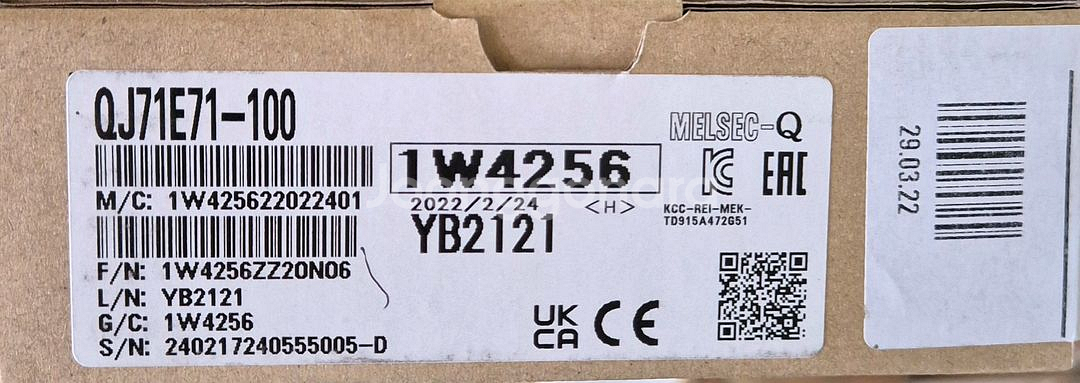 QJ71E71-100
MELSEC-Q
1W4256
M/C: 1W425622022401
2022/2/24 <H>
KCC-REI-MEK-
TD915A472G51
EAC
YB2121
F/N: 1W4256ZZ20N06
L/N: YB2121
G/C: 1W4256
S/N: 240217240555005-D
UK
CA CE
29.03.22